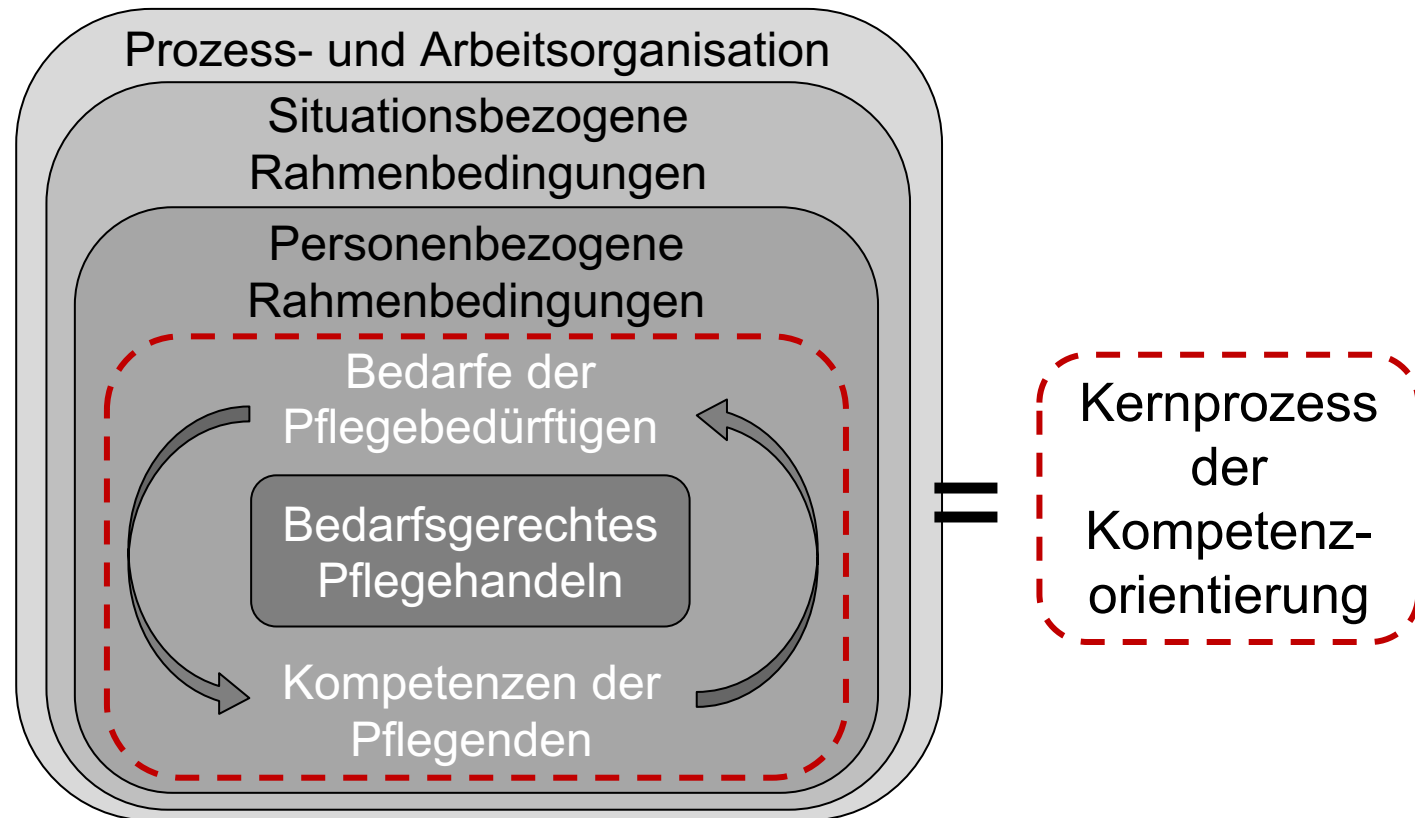 Prozess- und Arbeitsorganisation
Situationsbezogene
Rahmenbedingungen
Personenbezogene
Rahmenbedingungen
Bedarfe der
Pflegebedürftigen
Bedarfsgerechtes
Pflegehandeln
Kompetenzen der
Pflegenden
=
Kernprozess
der
Kompetenz-
orientierung